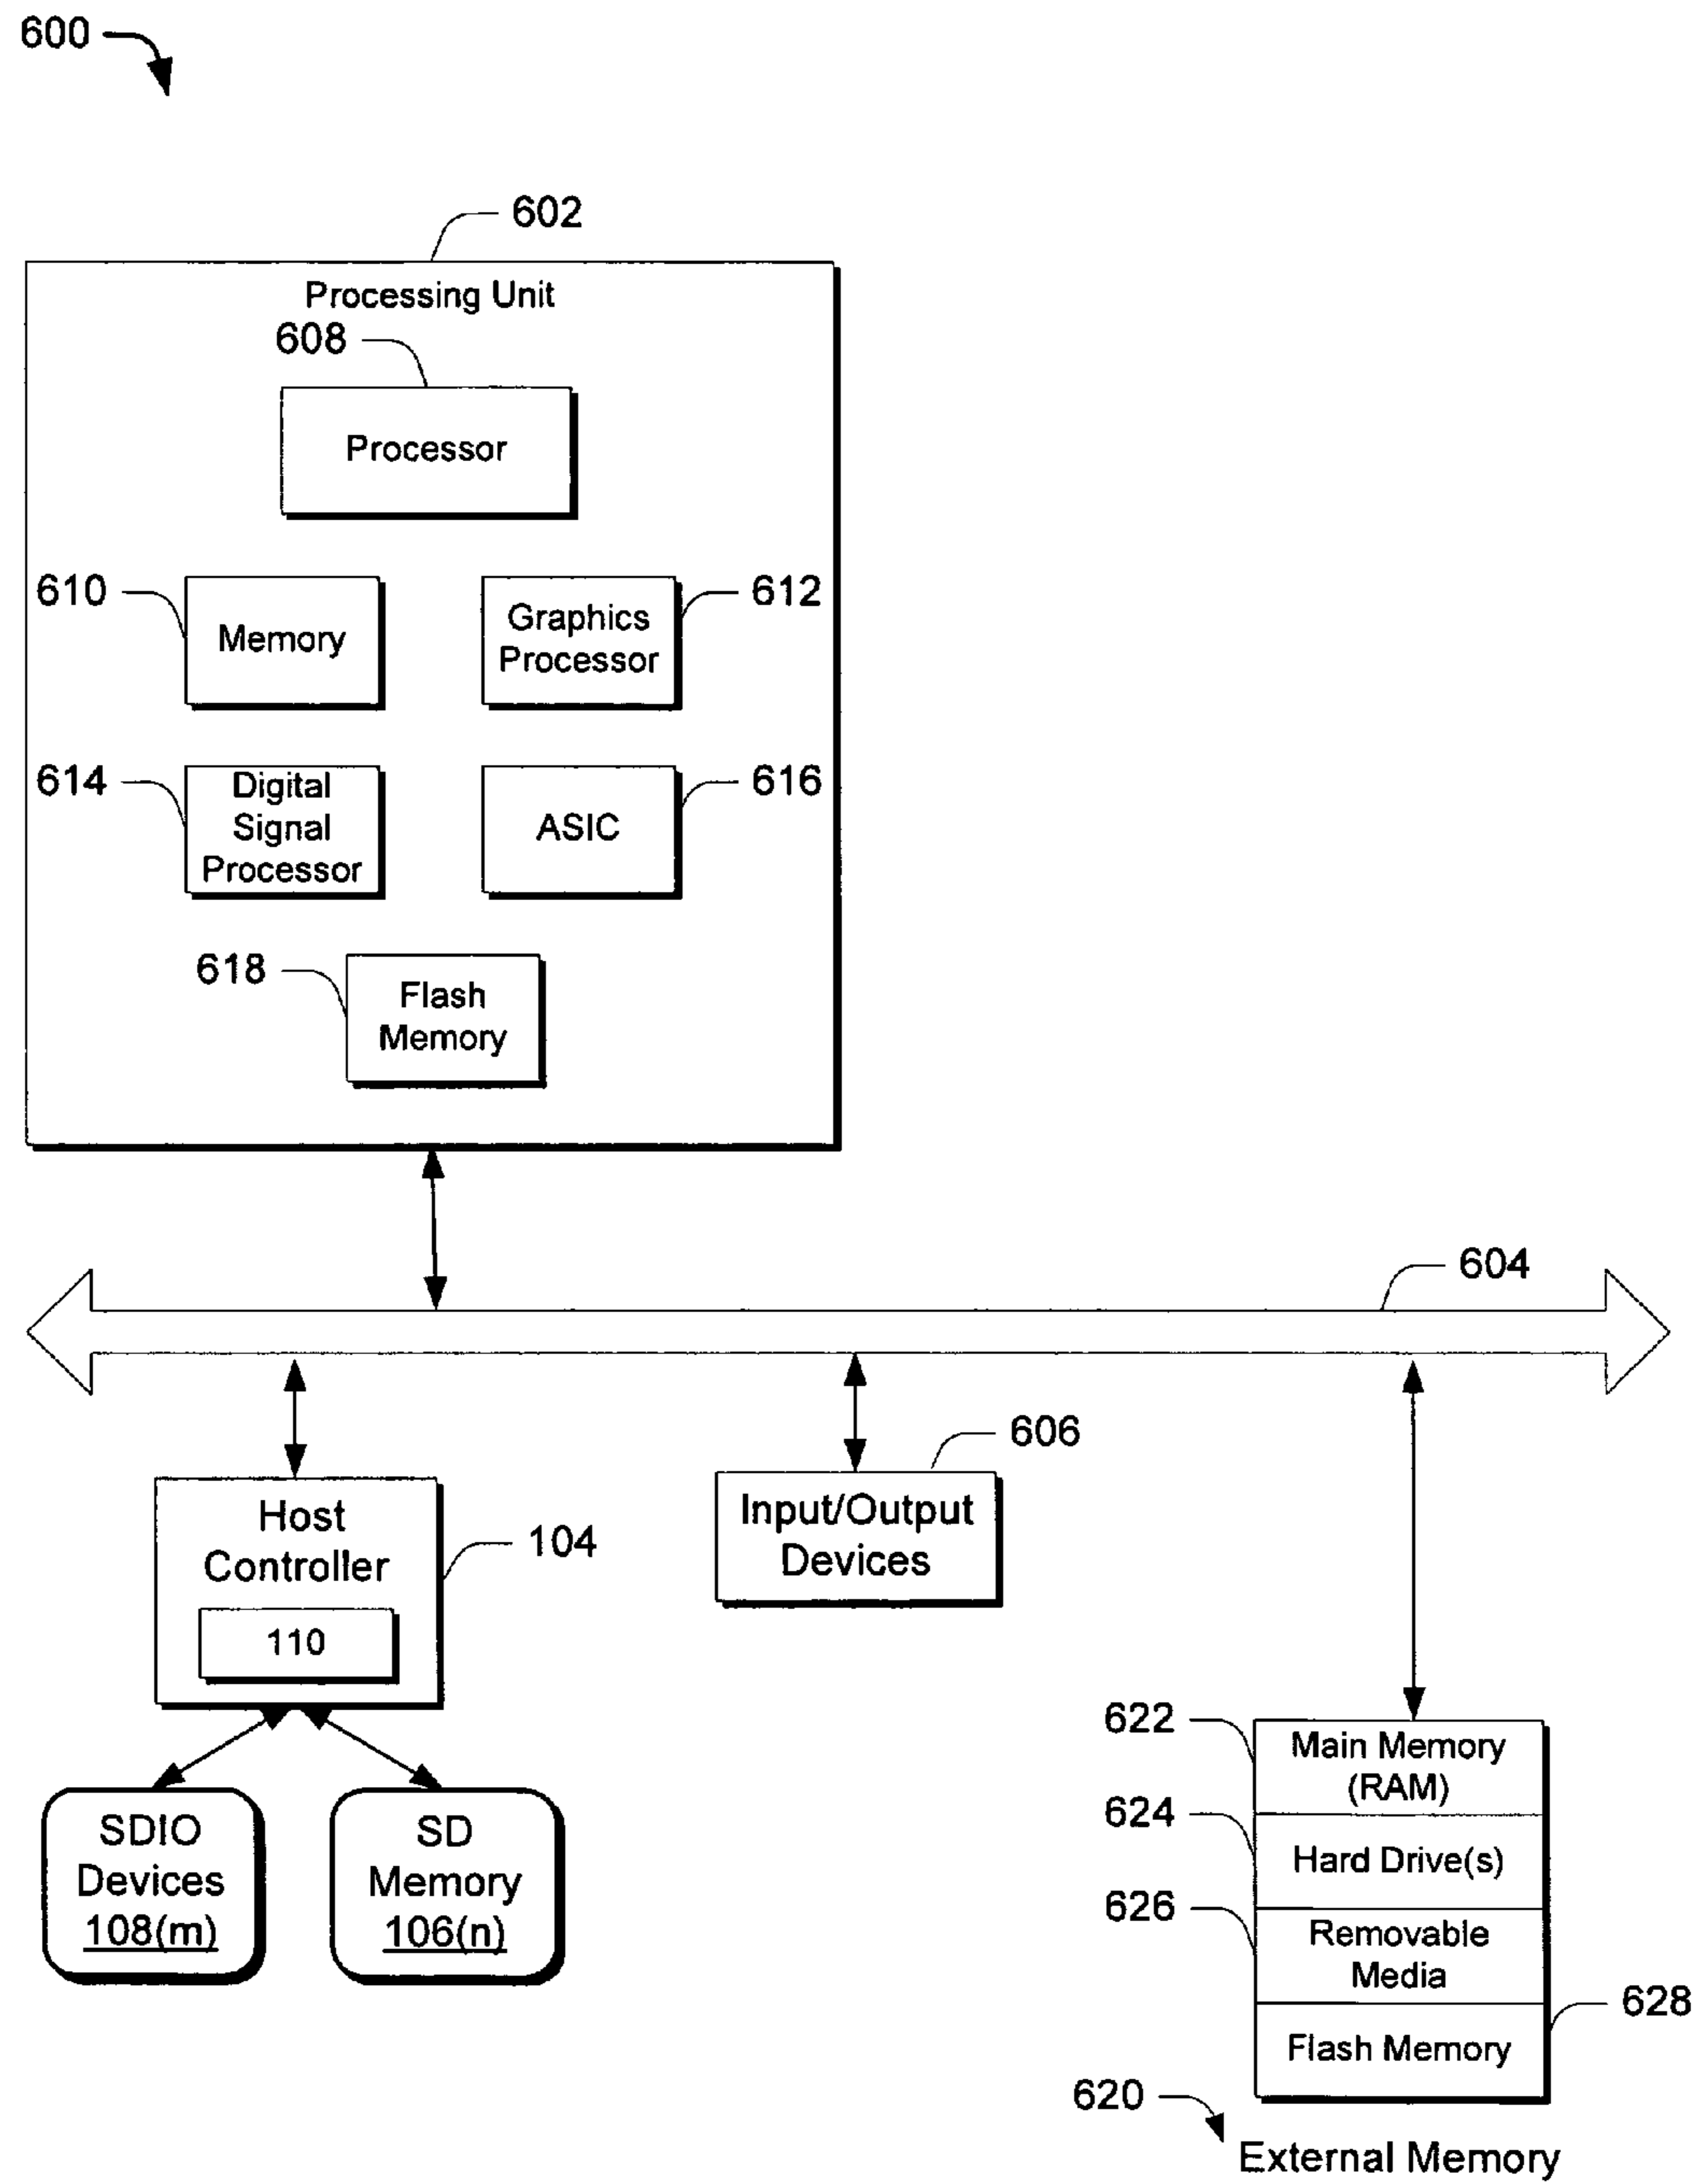 600
602
Processing Unit
608
Processor
610
Memory
612
Graphics
Processor
614
Digital
Signal
Processor
616
ASIC
618
Flash
Memory
604
606
Host
Controller
110
104
Input/Output
Devices
SDIO
Devices
108(m)
SD
Memory
106(n)
622
Main Memory
(RAM)
624
Hard Drive(s)
626
Removable
Media
628
Flash Memory
620
External Memory